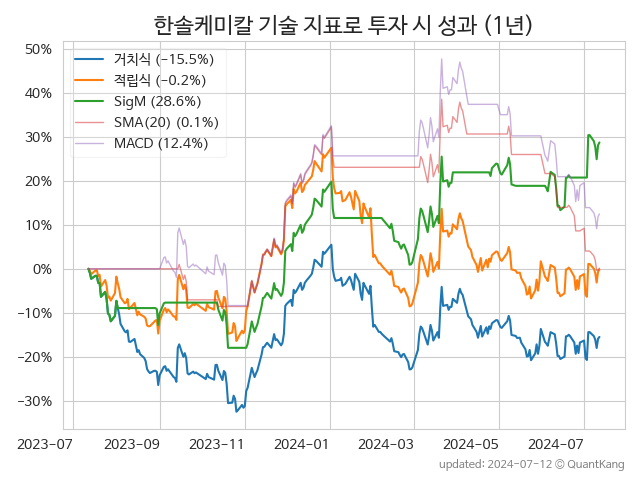 한솔케미칼 기술 지표로 투자 시 성과 (1년)
50%
40%
30%
20%
10%
0%
−10%
−20%
−30%
거치식 (−15.5%)
적립식 (−0.2%)
SigM (28.6%)
SMA(20) (0.1%)
MACD (12.4%)
2023-07
2023-09
2023-11
2024-01
2024-03
2024-05
2024-07
updated: 2024-07-12 © QuantKang